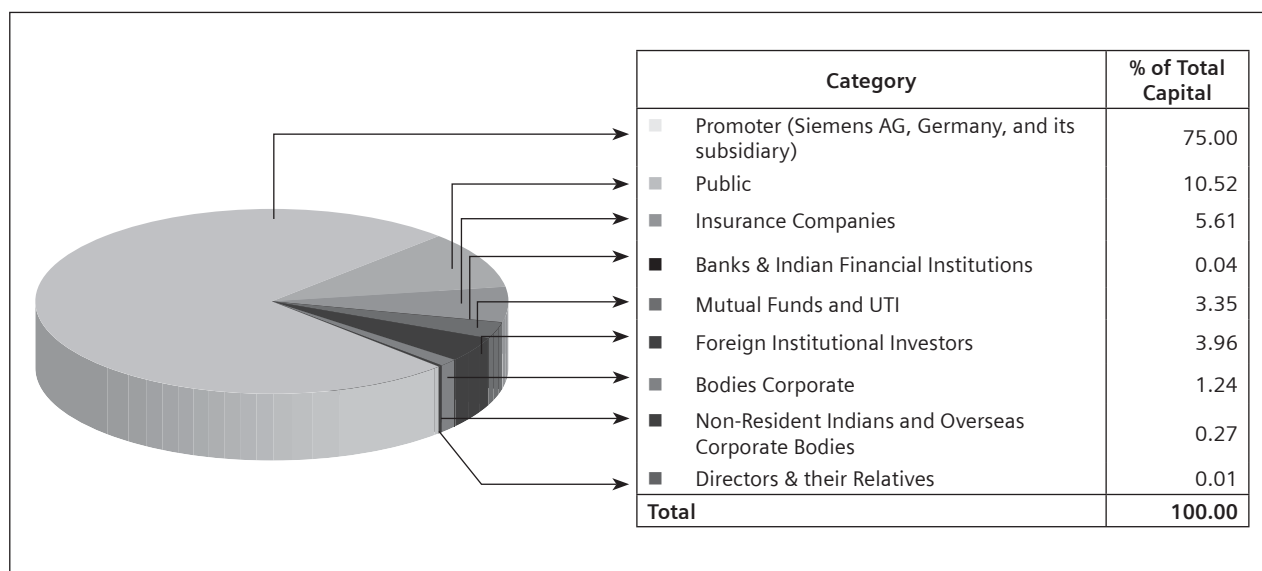 Category
% of Total
Capital
Promoter (Siemens AG, Germany, and its
subsidiary)
75.00
Public
10.52
Insurance Companies
5.61
Banks & Indian Financial Institutions
0.04
Mutual Funds and UTI
3.35
Foreign Institutional Investors
3.96
Bodies Corporate
1.24
Non-Resident Indians and Overseas
Corporate Bodies
0.27
Directors & their Relatives
0.01
Total
100.00